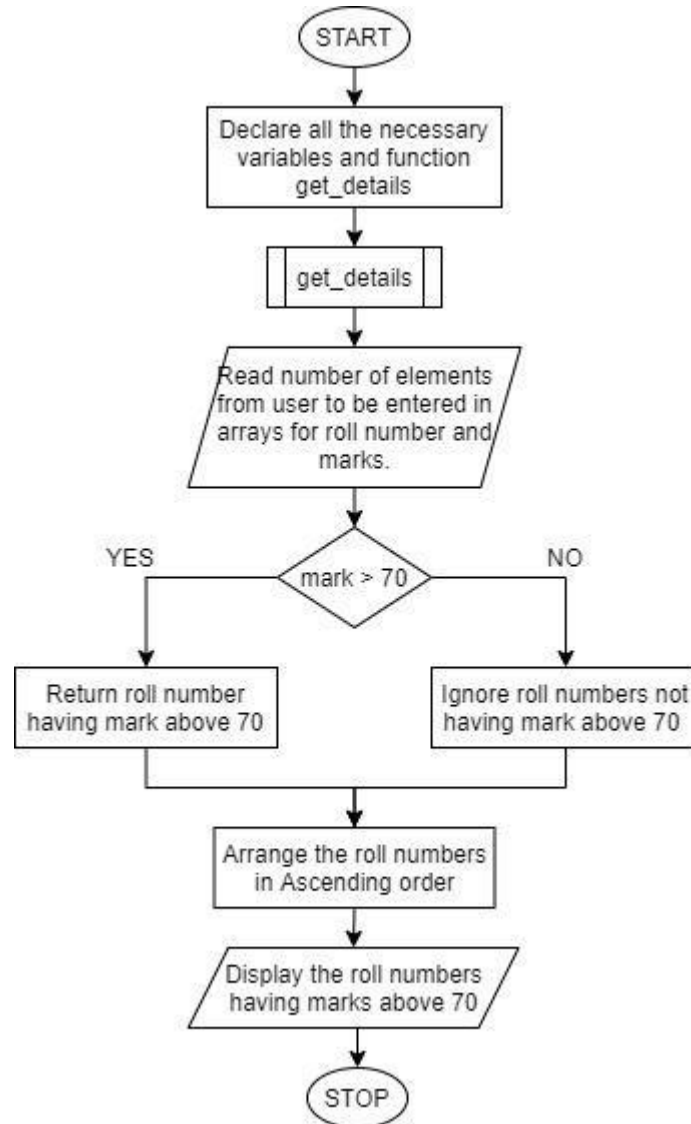 START
Declare all the necessary
variables and function
get_details
get_details
Read number of elements
from user to be entered in
arrays for roll number and
marks.
YES
NO
mark > 70
Return roll number
having mark above 70
Ignore roll numbers not
having mark above 70
Arrange the roll numbers
in Ascending order
Display the roll numbers
having marks above 70
STOP